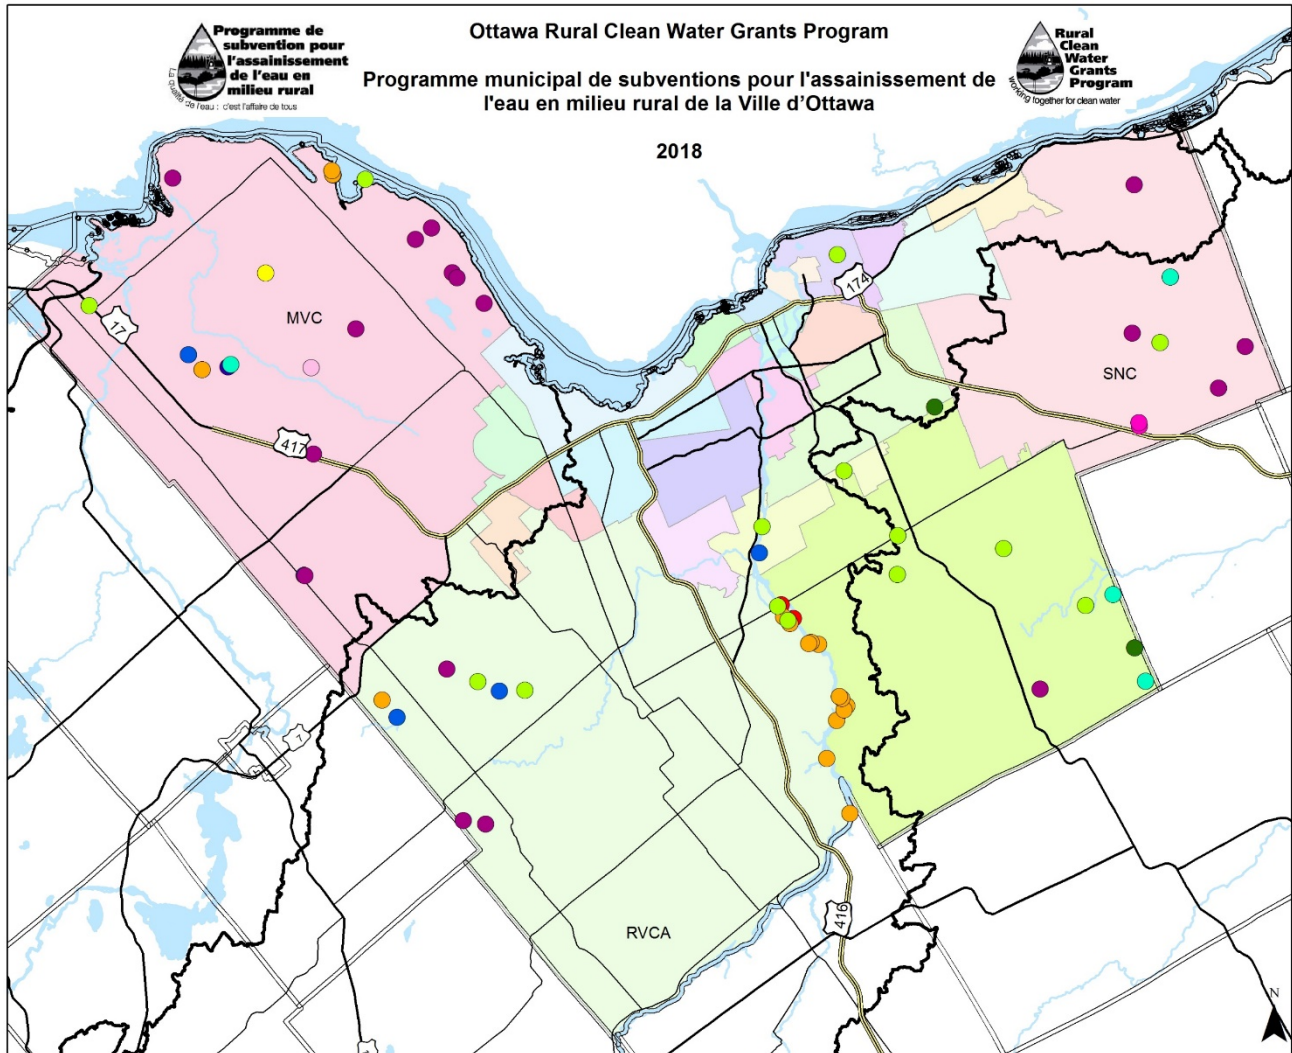 Programme de
subvention pour
l'assainissement
de l'eau en
milieu rural
La qualité de l'eau : c'est l'affaire de tous
Ottawa Rural Clean Water Grants Program
Programme municipal de subventions pour l'assainissement de
l'eau en milieu rural de la Ville d'Ottawa
2018
Rural
Clean
Water
Grants
Program
working together for clean water
174
MVC
17
SNC
417
7
416
RVCA
N